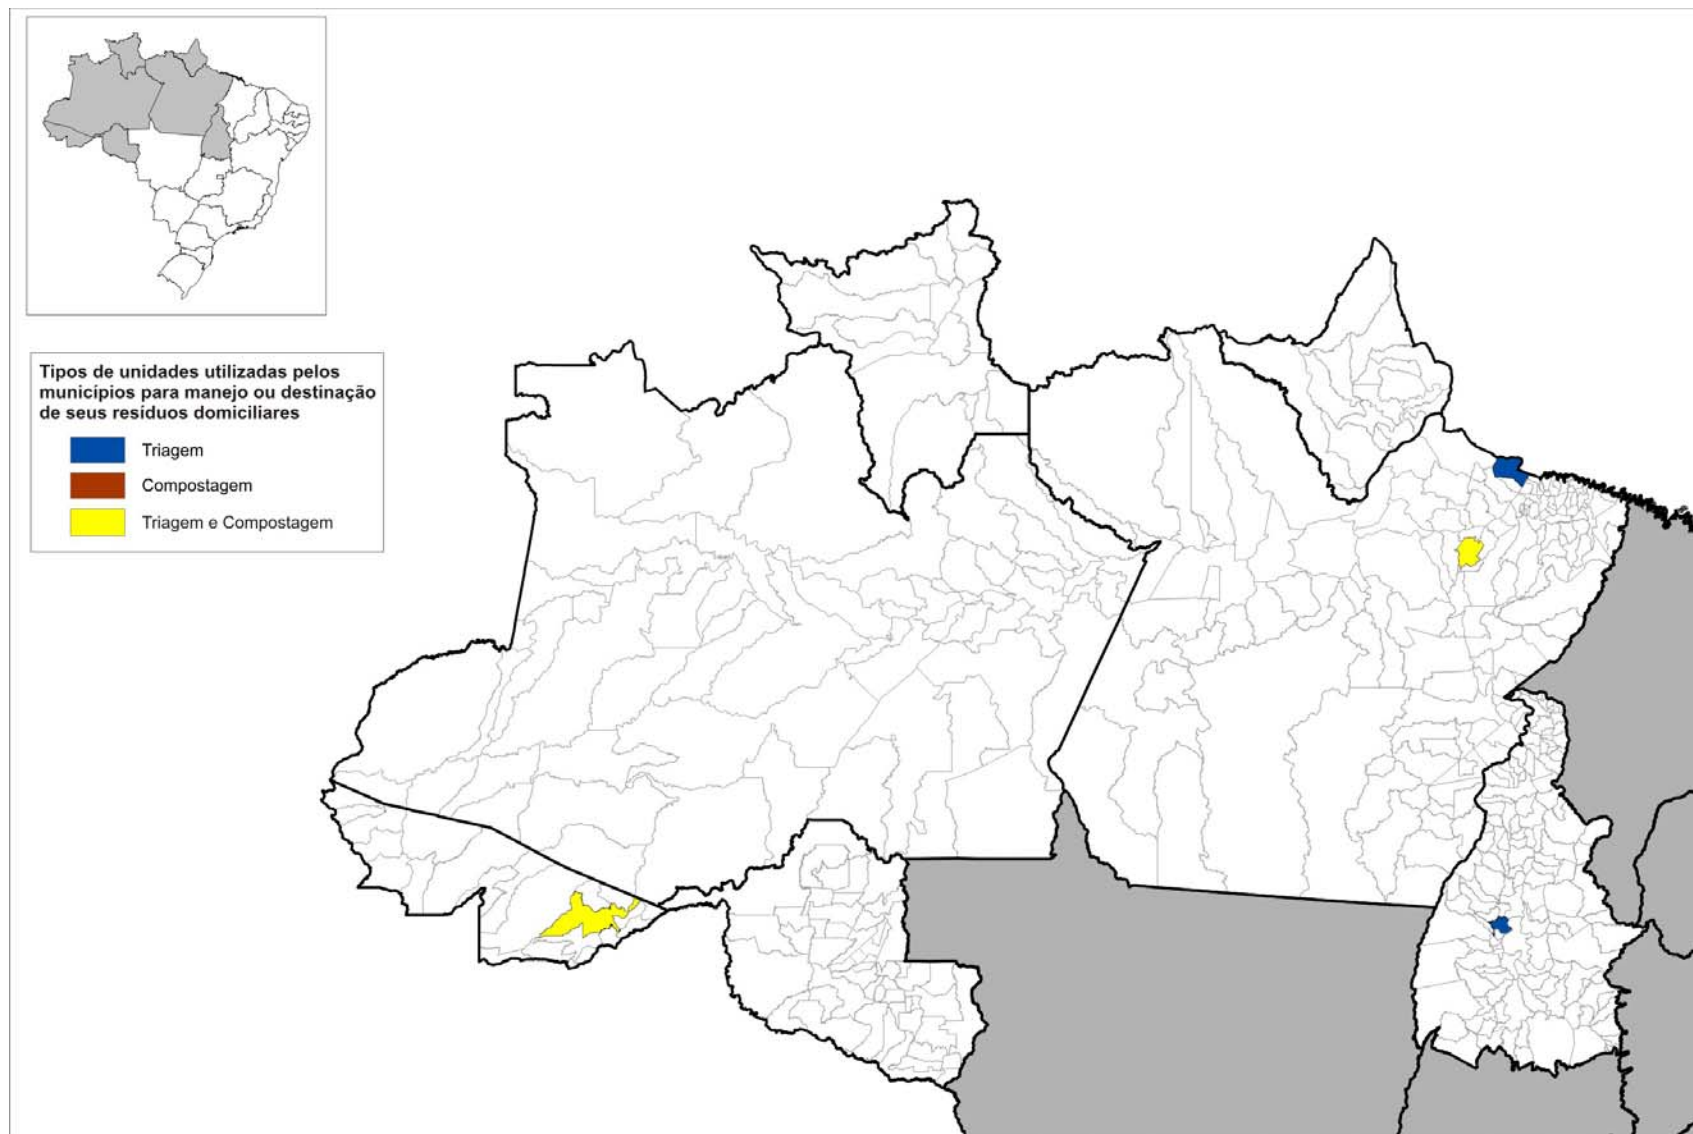 Tipos de unidades utilizadas pelos
municípios para manejo ou destinação
de seus resíduos domiciliares
Triagem
Compostagem
Triagem e Compostagem